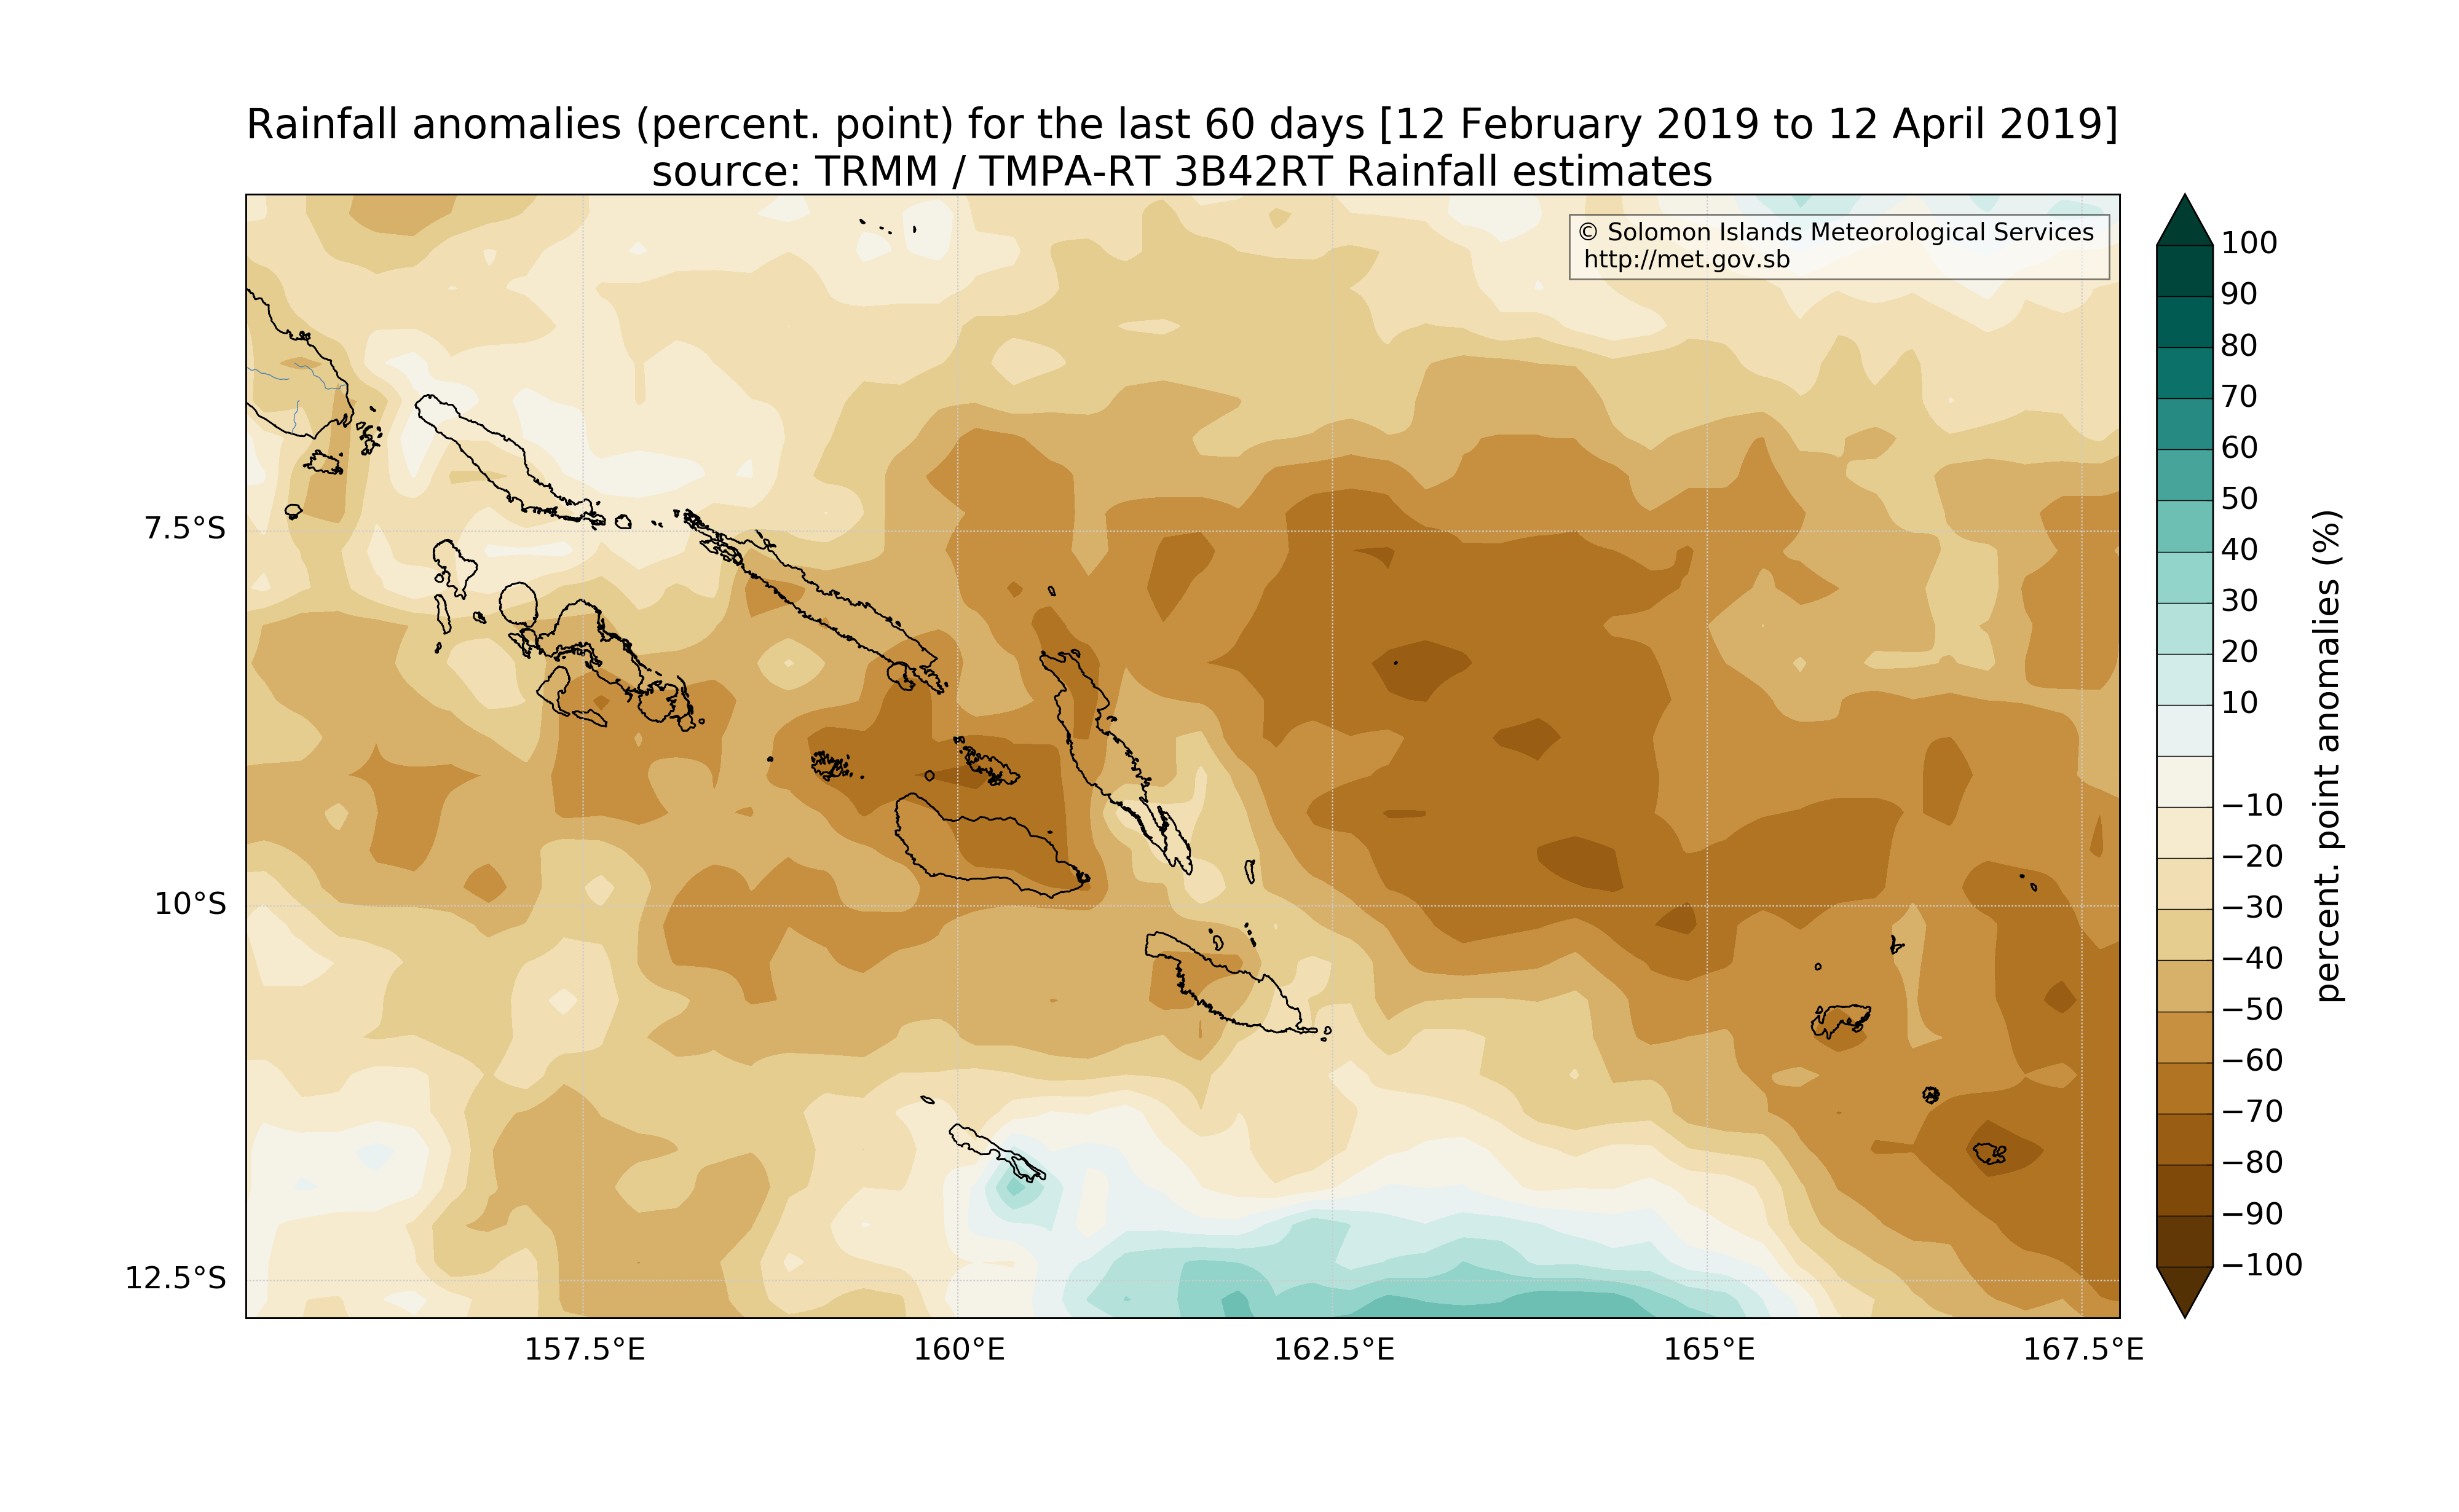 Rainfall anomalies (percent. point) for the last 60 days [12 February 2019 to 12 April 2019]
source: TRMM / TMPA-RT 3B42RT Rainfall estimates
© Solomon Islands Meteorological Services
http://met.gov.sb
7.5°S
10°S
12.5°S
157.5°E
160°E
162.5°E
165°E
167.5°E
100
90
80
70
60
50
40
30
20
10
−10
−20
−30
−40
−50
−60
−70
−80
−90
−100
percent. point anomalies (%)